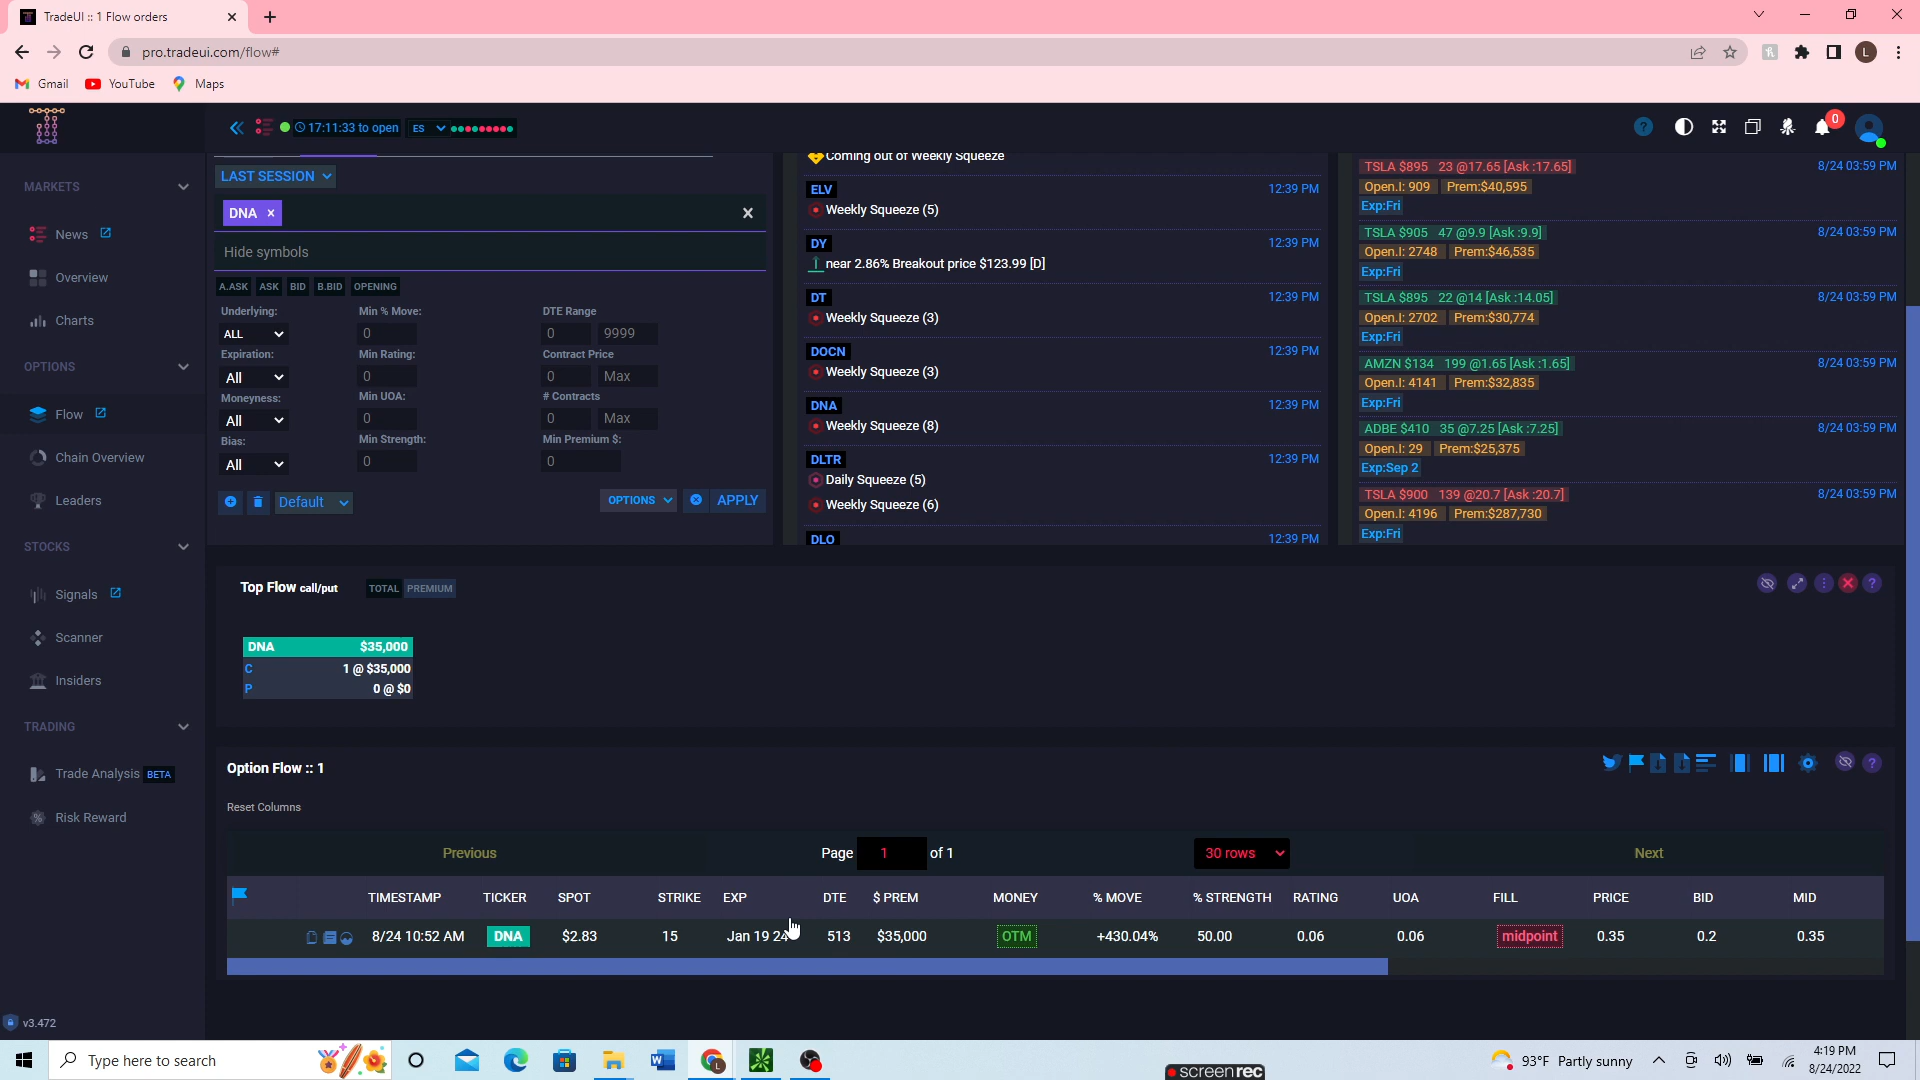 TradeUI :: 1 Flow orders
pro.tradeui.com/flow#
L
Gmail
YouTube
Maps
17:11:33 to open
ES
?
0
MARKETS
News
Overview
Charts
OPTIONS
Flow
Chain Overview
Leaders
STOCKS
Signals
Scanner
Insiders
TRADING
Trade Analysis BETA
Risk Reward
v3.472
LAST SESSION
DNA ×
Hide symbols
A.ASK ASK BID B.BID OPENING
Underlying: Min % Move: DTE Range
ALL 0 0 9999
Expiration: Min Rating: Contract Price
All 0 0 Max
Moneyness: Min UOA: # Contracts
All 0 0 Max
Bias: Min Strength: Min Premium $:
All 0 0
Default OPTIONS APPLY
Coming out of Weekly Squeeze
ELV 12:39 PM
Weekly Squeeze (5)
DY 12:39 PM
near 2.86% Breakout price $123.99 [D]
DT 12:39 PM
Weekly Squeeze (3)
DOCN 12:39 PM
Weekly Squeeze (3)
DNA 12:39 PM
Weekly Squeeze (8)
DLTR 12:39 PM
Daily Squeeze (5)
Weekly Squeeze (6)
DLO 12:39 PM
TSLA $895 23 @17.65 [Ask :17.65] 8/24 03:59 PM
Open.I: 909 Prem:$40,595
Exp:Fri
TSLA $905 47 @9.9 [Ask :9.9] 8/24 03:59 PM
Open.I: 2748 Prem:$46,535
Exp:Fri
TSLA $895 22 @14 [Ask :14.05] 8/24 03:59 PM
Open.I: 2702 Prem:$30,774
Exp:Fri
AMZN $134 199 @1.65 [Ask :1.65] 8/24 03:59 PM
Open.I: 4141 Prem:$32,835
Exp:Fri
ADBE $410 35 @7.25 [Ask :7.25] 8/24 03:59 PM
Open.I: 29 Prem:$25,375
Exp:Sep 2
TSLA $900 139 @20.7 [Ask :20.7] 8/24 03:59 PM
Open.I: 4196 Prem:$287,730
Exp:Fri
Top Flow call/put TOTAL PREMIUM
?
DNA $35,000
C 1 @ $35,000
P 0 @ $0
Option Flow :: 1
?
Reset Columns
Previous Page 1 of 1 30 rows Next
TIMESTAMP TICKER SPOT STRIKE EXP DTE $ PREM MONEY % MOVE % STRENGTH RATING UOA FILL PRICE BID MID
8/24 10:52 AM DNA $2.83 15 Jan 19 24 513 $35,000 OTM +430.04% 50.00 0.06 0.06 midpoint 0.35 0.2 0.35
Type here to search
screenrec
93°F Partly sunny
4:19 PM
8/24/2022